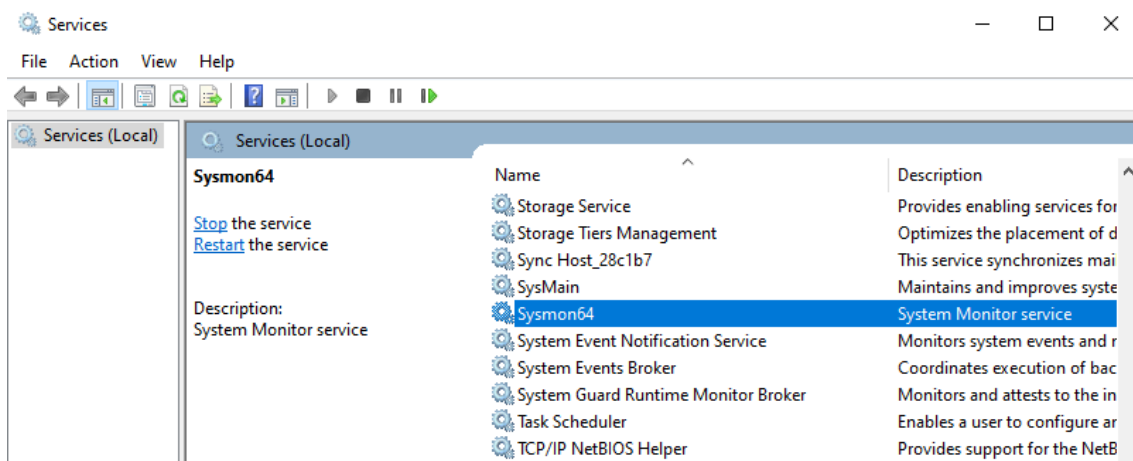 Services
File Action View Help
Services (Local)
Services (Local)
Sysmon64
Stop the service
Restart the service
Description:
System Monitor service
Name Description
Storage Service Provides enabling services for
Storage Tiers Management Optimizes the placement of d
Sync Host_28c1b7 This service synchronizes mai
SysMain Maintains and improves syste
Sysmon64 System Monitor service
System Event Notification Service Monitors system events and r
System Events Broker Coordinates execution of bac
System Guard Runtime Monitor Broker Monitors and attests to the in
Task Scheduler Enables a user to configure ar
TCP/IP NetBIOS Helper Provides support for the NetB